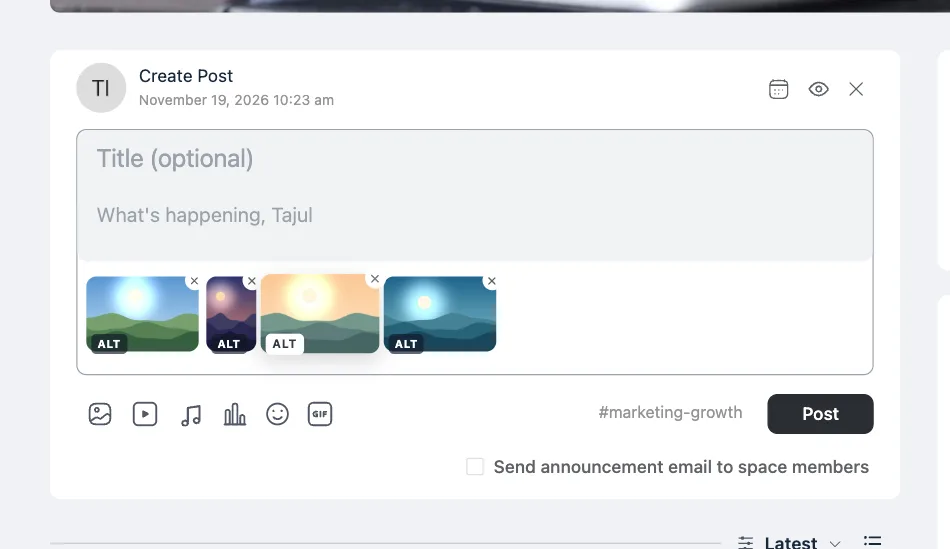 TI
Create Post
November 19, 2026 10:23 am
Title (optional)
What's happening, Tajul
ALT
ALT
ALT
ALT
GIF
#marketing-growth
Post
Send announcement email to space members
Latest